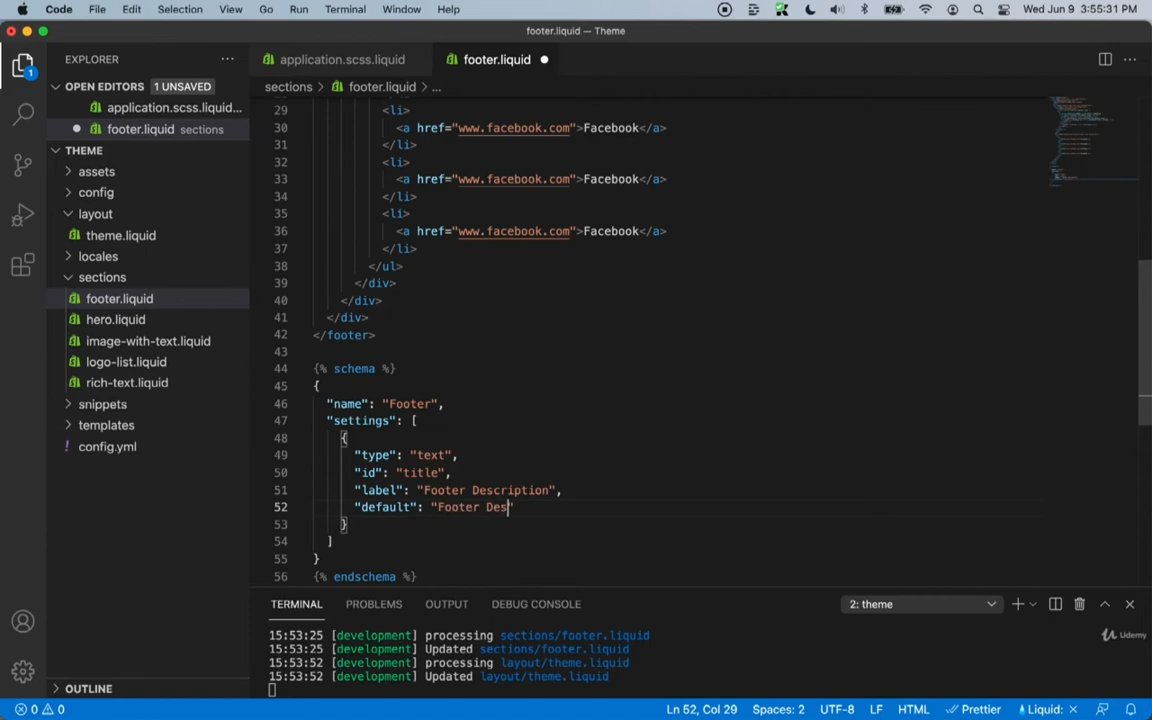 Code File Edit Selection View Go Run Terminal Window Help Wed Jun 9 3:55:31 PM
footer.liquid — Theme
EXPLORER
application.scss.liquid
footer.liquid
OPEN EDITORS 1 UNSAVED
application.scss.liquid...
footer.liquid sections
THEME
assets
config
layout
theme.liquid
locales
sections
footer.liquid
hero.liquid
image-with-text.liquid
logo-list.liquid
rich-text.liquid
snippets
templates
config.yml
OUTLINE
sections > footer.liquid > ...
29 <li>
30 <a href="www.facebook.com">Facebook</a>
31 </li>
32 <li>
33 <a href="www.facebook.com">Facebook</a>
34 </li>
35 <li>
36 <a href="www.facebook.com">Facebook</a>
37 </li>
38 </ul>
39 </div>
40 </div>
41 </div>
42 </footer>
43
44 {% schema %}
45 {
46 "name": "Footer",
47 "settings": [
48 {
49 "type": "text",
50 "id": "title",
51 "label": "Footer Description",
52 "default": "Footer Des"
53 }
54 ]
55 }
56 {% endschema %}
TERMINAL PROBLEMS OUTPUT DEBUG CONSOLE 2: theme
15:53:25 [development] processing sections/footer.liquid
15:53:25 [development] Updated sections/footer.liquid
15:53:52 [development] processing layout/theme.liquid
15:53:52 [development] Updated layout/theme.liquid
Udemy
0 0 Ln 52, Col 29 Spaces: 2 UTF-8 LF HTML Prettier Liquid: ×